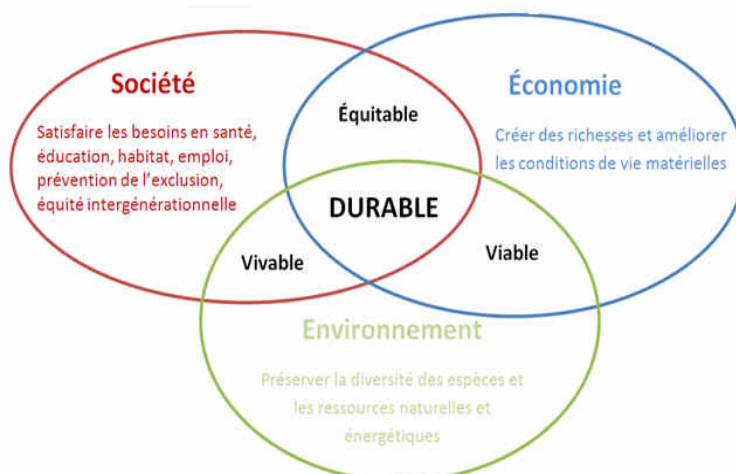 Société
Satisfaire les besoins en santé,
éducation, habitat, emploi,
prévention de l'exclusion,
équité intergénérationnelle
Équitable
Économie
Créer des richesses et améliorer
les conditions de vie matérielles
DURABLE
Vivable
Viable
Environnement
Préserver la diversité des espèces et
les ressources naturelles et
énergétiques